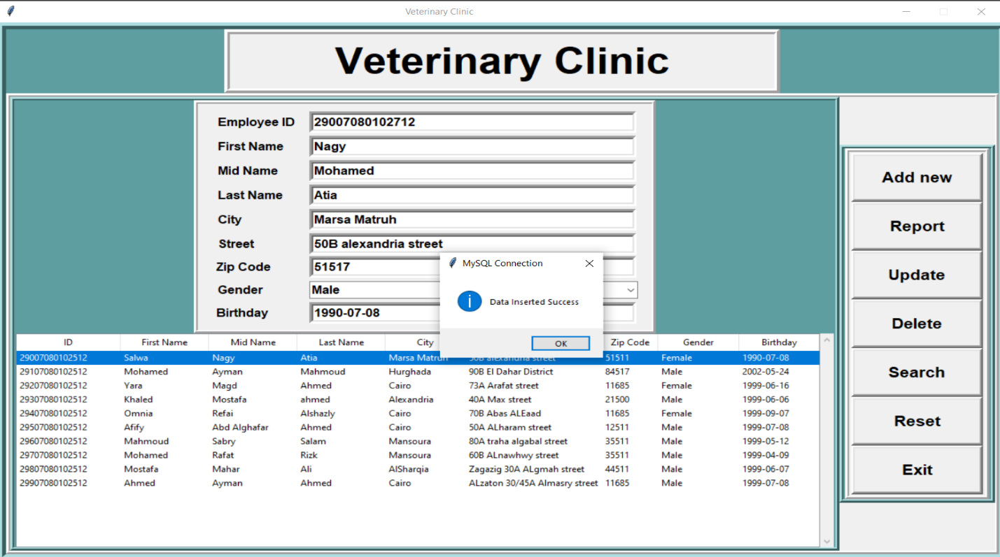 Veterinary Clinic
Veterinary Clinic
Employee ID 29007080102712
First Name Nagy
Mid Name Mohamed
Last Name Atia
City Marsa Matruh
Street 50B alexandria street
Zip Code 51517
Gender Male
Birthday 1990-07-08
MySQL Connection
Data Inserted Success
OK
Add new
Report
Update
Delete
Search
Reset
Exit
ID First Name Mid Name Last Name City Zip Code Gender Birthday
29007080102512 Salwa Nagy Atia Marsa Matruh 50B alexandria street 51511 Female 1990-07-08
29107080102512 Mohamed Ayman Mahmoud Hurghada 90B El Dahar District 84517 Male 2002-05-24
29207080102512 Yara Magd Ahmed Cairo 73A Arafat street 11685 Female 1999-06-16
29307080102512 Khaled Mostafa ahmed Alexandria 40A Max street 21500 Male 1999-06-06
29407080102512 Omnia Refai Alshazly Cairo 70B Abas ALEaad 11685 Female 1999-09-07
29507080102512 Afify Abd Alghafar Ahmed Cairo 50A ALharam street 12511 Male 1999-07-08
29607080102512 Mahmoud Sabry Salam Mansoura 80A traha algabal street 35511 Male 1999-05-12
29707080102512 Mohamed Rafat Rizk Mansoura 60B ALnawhwy street 35511 Male 1999-04-09
29807080102512 Mostafa Mahar Ali AlSharqia Zagazig 30A ALgmah street 44511 Male 1999-06-07
29907080102512 Ahmed Ayman Ahmed Cairo ALzaton 30/45A Almasry street 11685 Male 1999-07-08